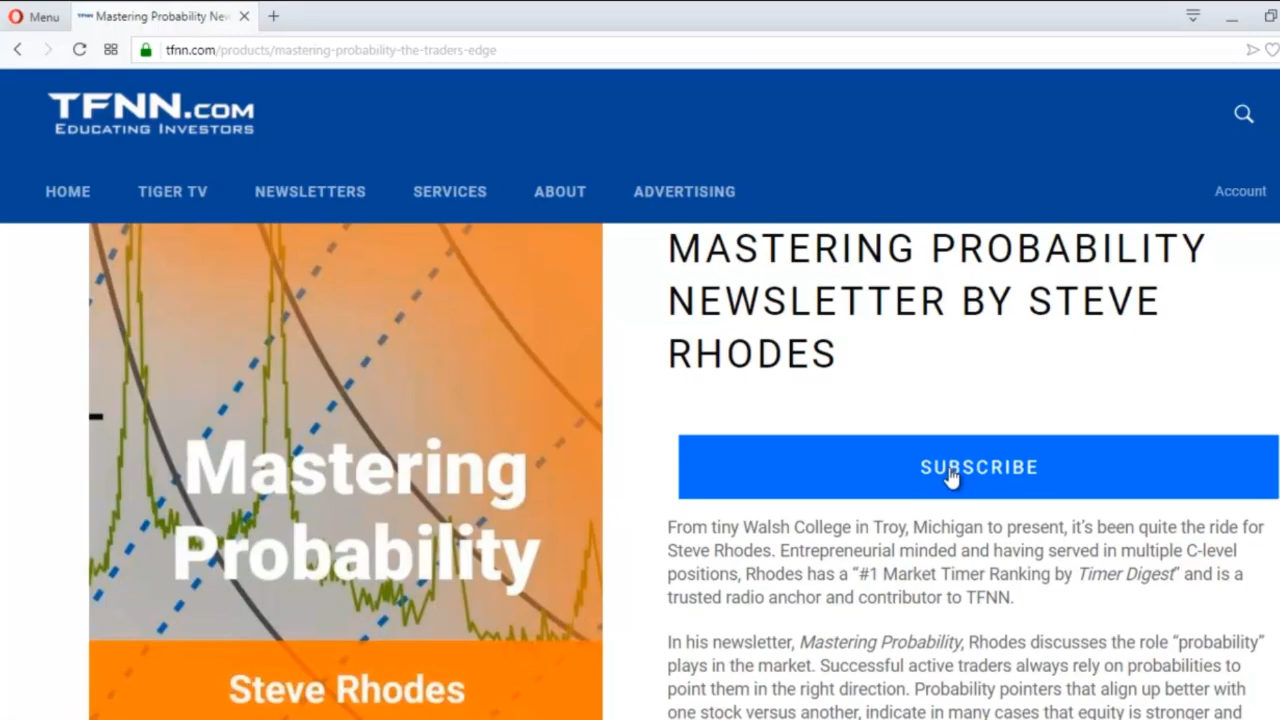 Menu
Mastering Probability New
tfnn.com/products/mastering-probability-the-traders-edge
TFNN.COM
EDUCATING INVESTORS
HOME TIGER TV NEWSLETTERS SERVICES ABOUT ADVERTISING Account
Mastering
Probability
Steve Rhodes
MASTERING PROBABILITY
NEWSLETTER BY STEVE
RHODES
SUBSCRIBE
From tiny Walsh College in Troy, Michigan to present, it’s been quite the ride for
Steve Rhodes. Entrepreneurial minded and having served in multiple C-level
positions, Rhodes has a “#1 Market Timer Ranking by Timer Digest” and is a
trusted radio anchor and contributor to TFNN.
In his newsletter, Mastering Probability, Rhodes discusses the role “probability”
plays in the market. Successful active traders always rely on probabilities to
point them in the right direction. Probability pointers that align up better with
one stock versus another, indicate in many cases that equity is stronger and